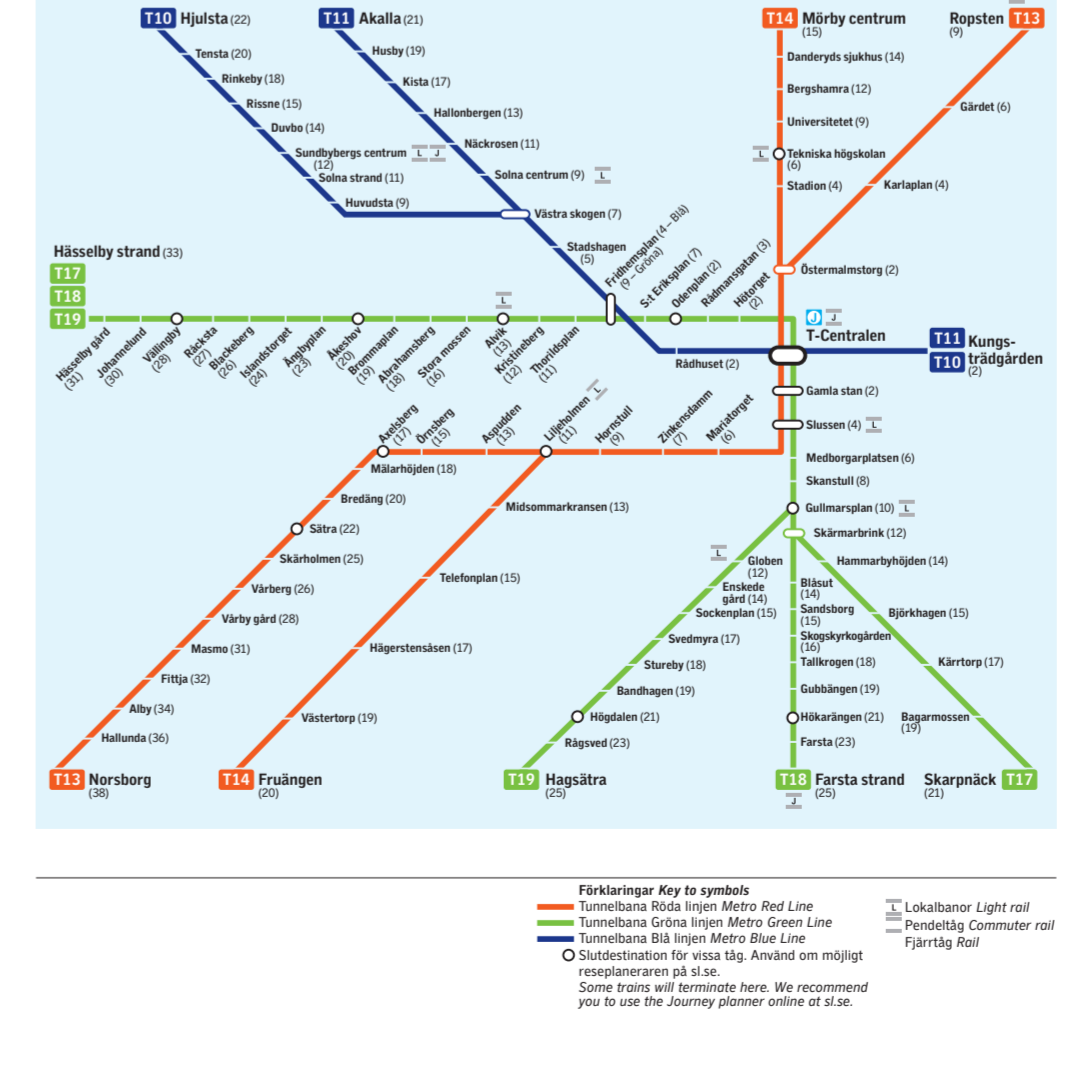 T10 Hjulsta (22)
T11 Akalla (21)
T14 Mörby centrum
(15)
Ropsten T13
(9)
Tensta (20)
Rinkeby (18)
Rissne (15)
Duvbo (14)
Sundbybergs centrum L J
(12)
Solna strand (11)
Huvudsta (9)
Husby (19)
Kista (17)
Hallonbergen (13)
Näckrosen (11)
Solna centrum (9) L
Västra skogen (7)
Stadshagen
(5)
Fridhemsplan (4 – Blå)
(9 – Gröna)
Danderyds sjukhus (14)
Bergshamra (12)
Universitetet (9)
L Tekniska högskolan
(6)
Stadion (4)
Gärdet (6)
Karlaplan (4)
Östermalmstorg (2)
Hässelby strand (33)
T17
T18
T19
Hässelby gård
(31)
Johannelund
(30)
Vällingby
(28)
Råcksta
(27)
Blackeberg
(26)
Islandstorget
(24)
Ängbyplan
(23)
Åkeshov
(20)
Brommaplan
(19)
Abrahamsberg
(18)
Stora mossen
(16)
L
Alvik
(13)
Kristineberg
(12)
Thorildsplan
(11)
S:t Eriksplan (7)
Odenplan (2)
Rådmansgatan (3)
Hötorget
(2)
J J
T-Centralen
Rådhuset (2)
T11
T10
Kungs-
trädgården
(2)
Gamla stan (2)
Slussen (4) L
Medborgarplatsen (6)
Skanstull (8)
Gullmarsplan (10) L
Skärmarbrink (12)
Axelsberg
(17)
Örnsberg
(15)
Aspudden
(13)
Liljeholmen L
(11)
Hornstull
(9)
Zinkensdamm
(7)
Mariatorget
(6)
Mälarhöjden (18)
Bredäng (20)
Sätra (22)
Skärholmen (25)
Vårberg (26)
Vårby gård (28)
Masmo (31)
Fittja (32)
Alby (34)
Hallunda (36)
T13 Norsborg
(38)
Midsommarkransen (13)
Telefonplan (15)
Hägerstensåsen (17)
Västertorp (19)
T14 Fruängen
(20)
L
Globen
(12)
Enskede
gård (14)
Sockenplan (15)
Svedmyra (17)
Stureby (18)
Bandhagen (19)
Högdalen (21)
Rågsved (23)
T19 Hagsätra
(25)
Blåsut
(14)
Sandsborg
(15)
Skogskyrkogården
(16)
Tallkrogen (18)
Gubbängen (19)
Hökarängen (21)
Farsta (23)
T18 Farsta strand
(25)
J
Hammarbyhöjden (14)
Björkhagen (15)
Kärrtorp (17)
Bagarmossen
(19)
Skarpnäck T17
(21)
Förklaringar Key to symbols
Tunnelbana Röda linjen Metro Red Line
Tunnelbana Gröna linjen Metro Green Line
Tunnelbana Blå linjen Metro Blue Line
Slutdestination för vissa tåg. Använd om möjligt
reseplaneraren på sl.se.
Some trains will terminate here. We recommend
you to use the Journey planner online at sl.se.
L Lokalbanor Light rail
Pendeltåg Commuter rail
Fjärrtåg Rail